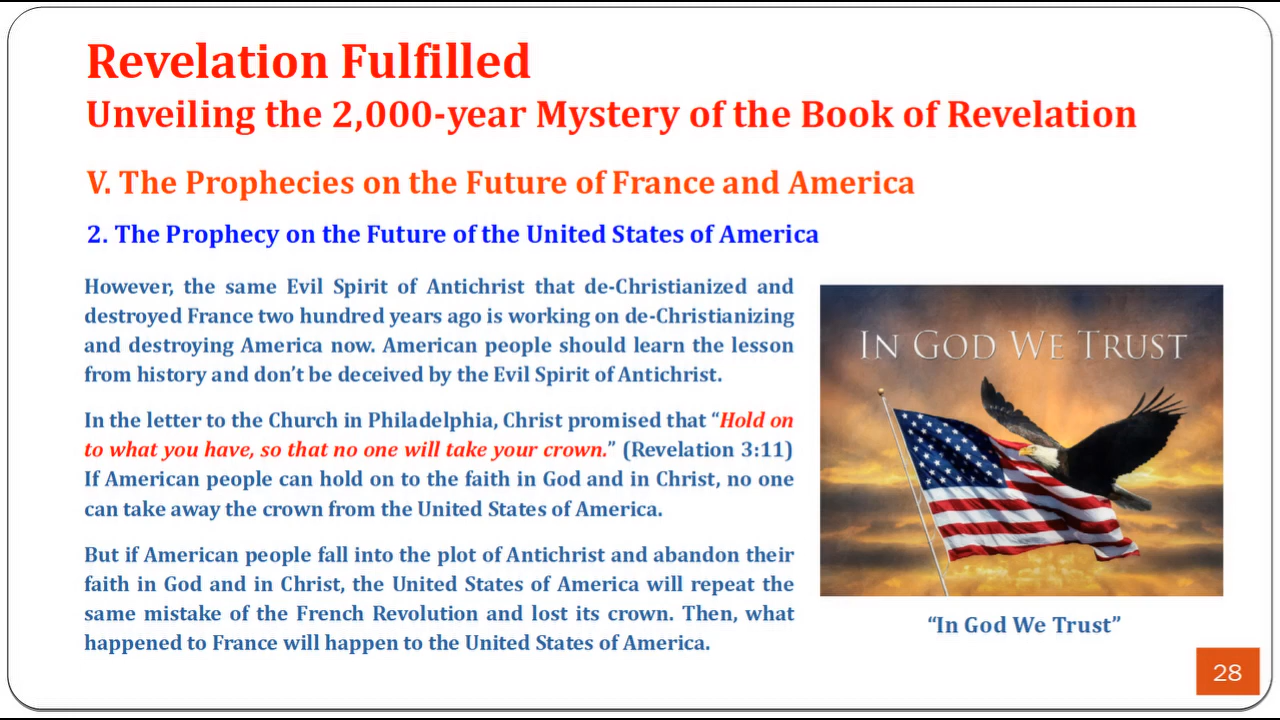 Revelation Fulfilled
Unveiling the 2,000-year Mystery of the Book of Revelation
V. The Prophecies on the Future of France and America
2. The Prophecy on the Future of the United States of America
However, the same Evil Spirit of Antichrist that de-Christianized and
destroyed France two hundred years ago is working on de-Christianizing
and destroying America now. American people should learn the lesson
from history and don't be deceived by the Evil Spirit of Antichrist.
In the letter to the Church in Philadelphia, Christ promised that “Hold on
to what you have, so that no one will take your crown.” (Revelation 3:11)
If American people can hold on to the faith in God and in Christ, no one
can take away the crown from the United States of America.
But if American people fall into the plot of Antichrist and abandon their
faith in God and in Christ, the United States of America will repeat the
same mistake of the French Revolution and lost its crown. Then, what
happened to France will happen to the United States of America.
IN GOD WE TRUST
“In God We Trust”
28